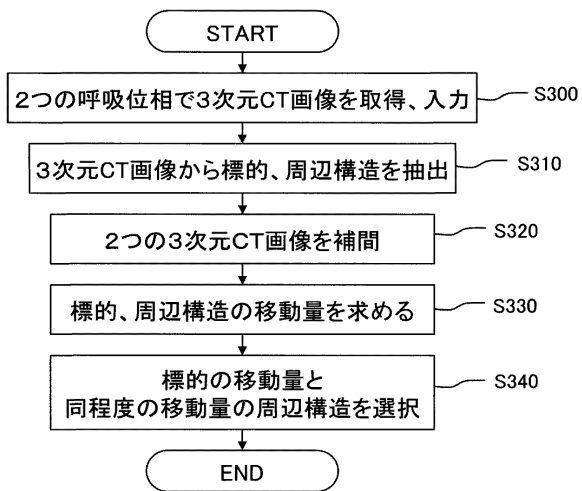 START
2つの呼吸位相で3次元CT画像を取得、入力
S300
3次元CT画像から標的、周辺構造を抽出
S310
2つの3次元CT画像を補間
S320
標的、周辺構造の移動量を求める
S330
標的の移動量と
同程度の移動量の周辺構造を選択
S340
END